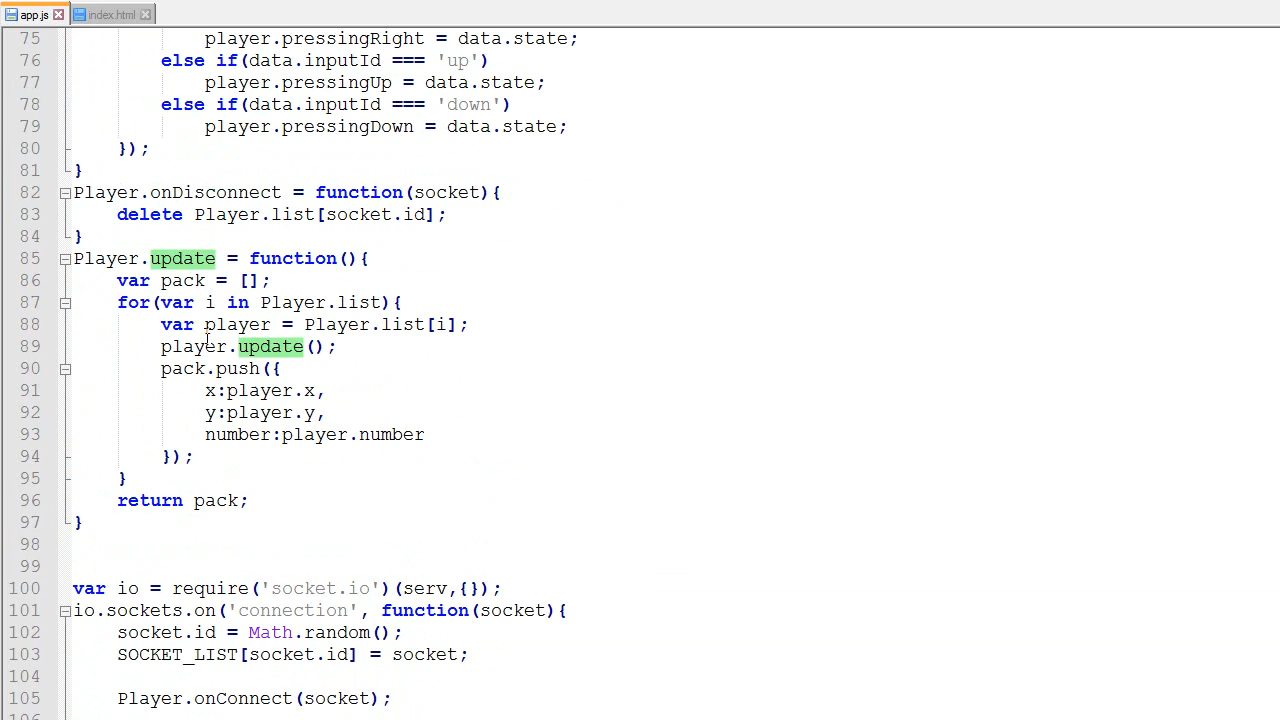 app.js index.html
75 player.pressingRight = data.state;
76 else if(data.inputId === 'up')
77 player.pressingUp = data.state;
78 else if(data.inputId === 'down')
79 player.pressingDown = data.state;
80 });
81 }
82 Player.onDisconnect = function(socket){
83 delete Player.list[socket.id];
84 }
85 Player.update = function(){
86 var pack = [];
87 for(var i in Player.list){
88 var player = Player.list[i];
89 player.update();
90 pack.push({
91 x:player.x,
92 y:player.y,
93 number:player.number
94 });
95 }
96 return pack;
97 }
98
99
100 var io = require('socket.io')(serv,{});
101 io.sockets.on('connection', function(socket){
102 socket.id = Math.random();
103 SOCKET_LIST[socket.id] = socket;
104
105 Player.onConnect(socket);